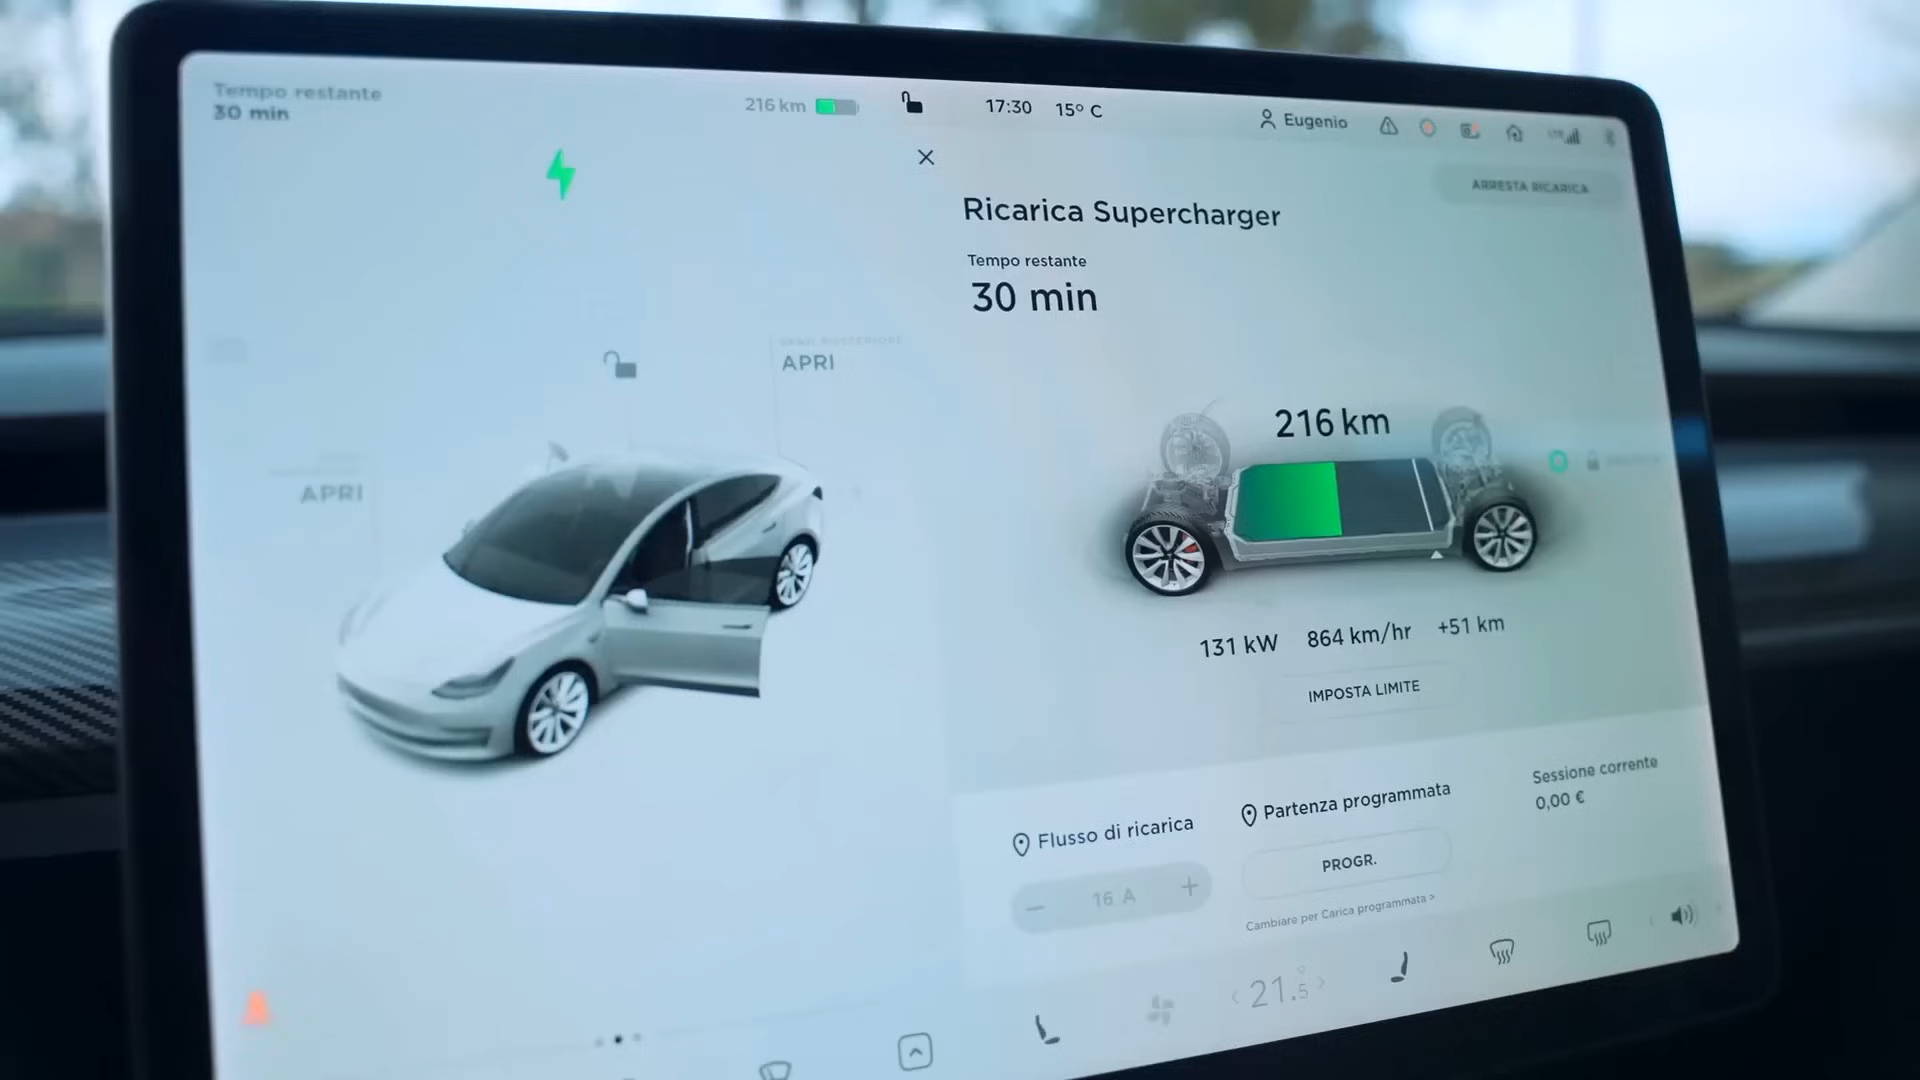 Tempo restante
30 min
216 km
17:30
15° C
Eugenio
LTE
ARRESTA RICARICA
Ricarica Supercharger
Tempo restante
30 min
APRI
APRI
216 km
131 kW 864 km/hr +51 km
IMPOSTA LIMITE
Flusso di ricarica
16 A
Partenza programmata
PROGR.
Cambiare per Carica programmata >
Sessione corrente
0,00 €
21.5